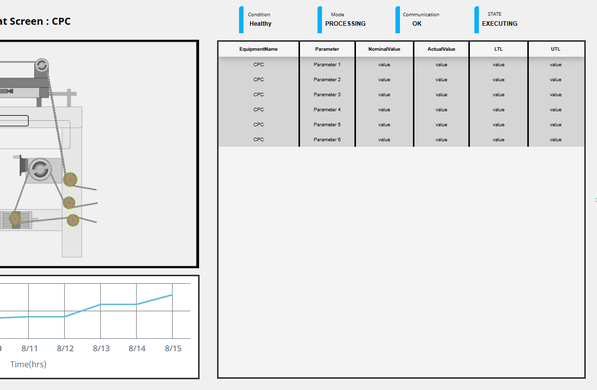 nt Screen : CPC
Condition
Healthy
Mode
PROCESSING
Communication
OK
STATE
EXECUTING
EquipmentName Parameter NominalValue ActualValue LTL UTL
CPC Parameter 1 value value value value
CPC Parameter 2 value value value value
CPC Parameter 3 value value value value
CPC Parameter 4 value value value value
CPC Parameter 5 value value value value
CPC Parameter 6 value value value value
8/11 8/12 8/13 8/14 8/15
Time(hrs)